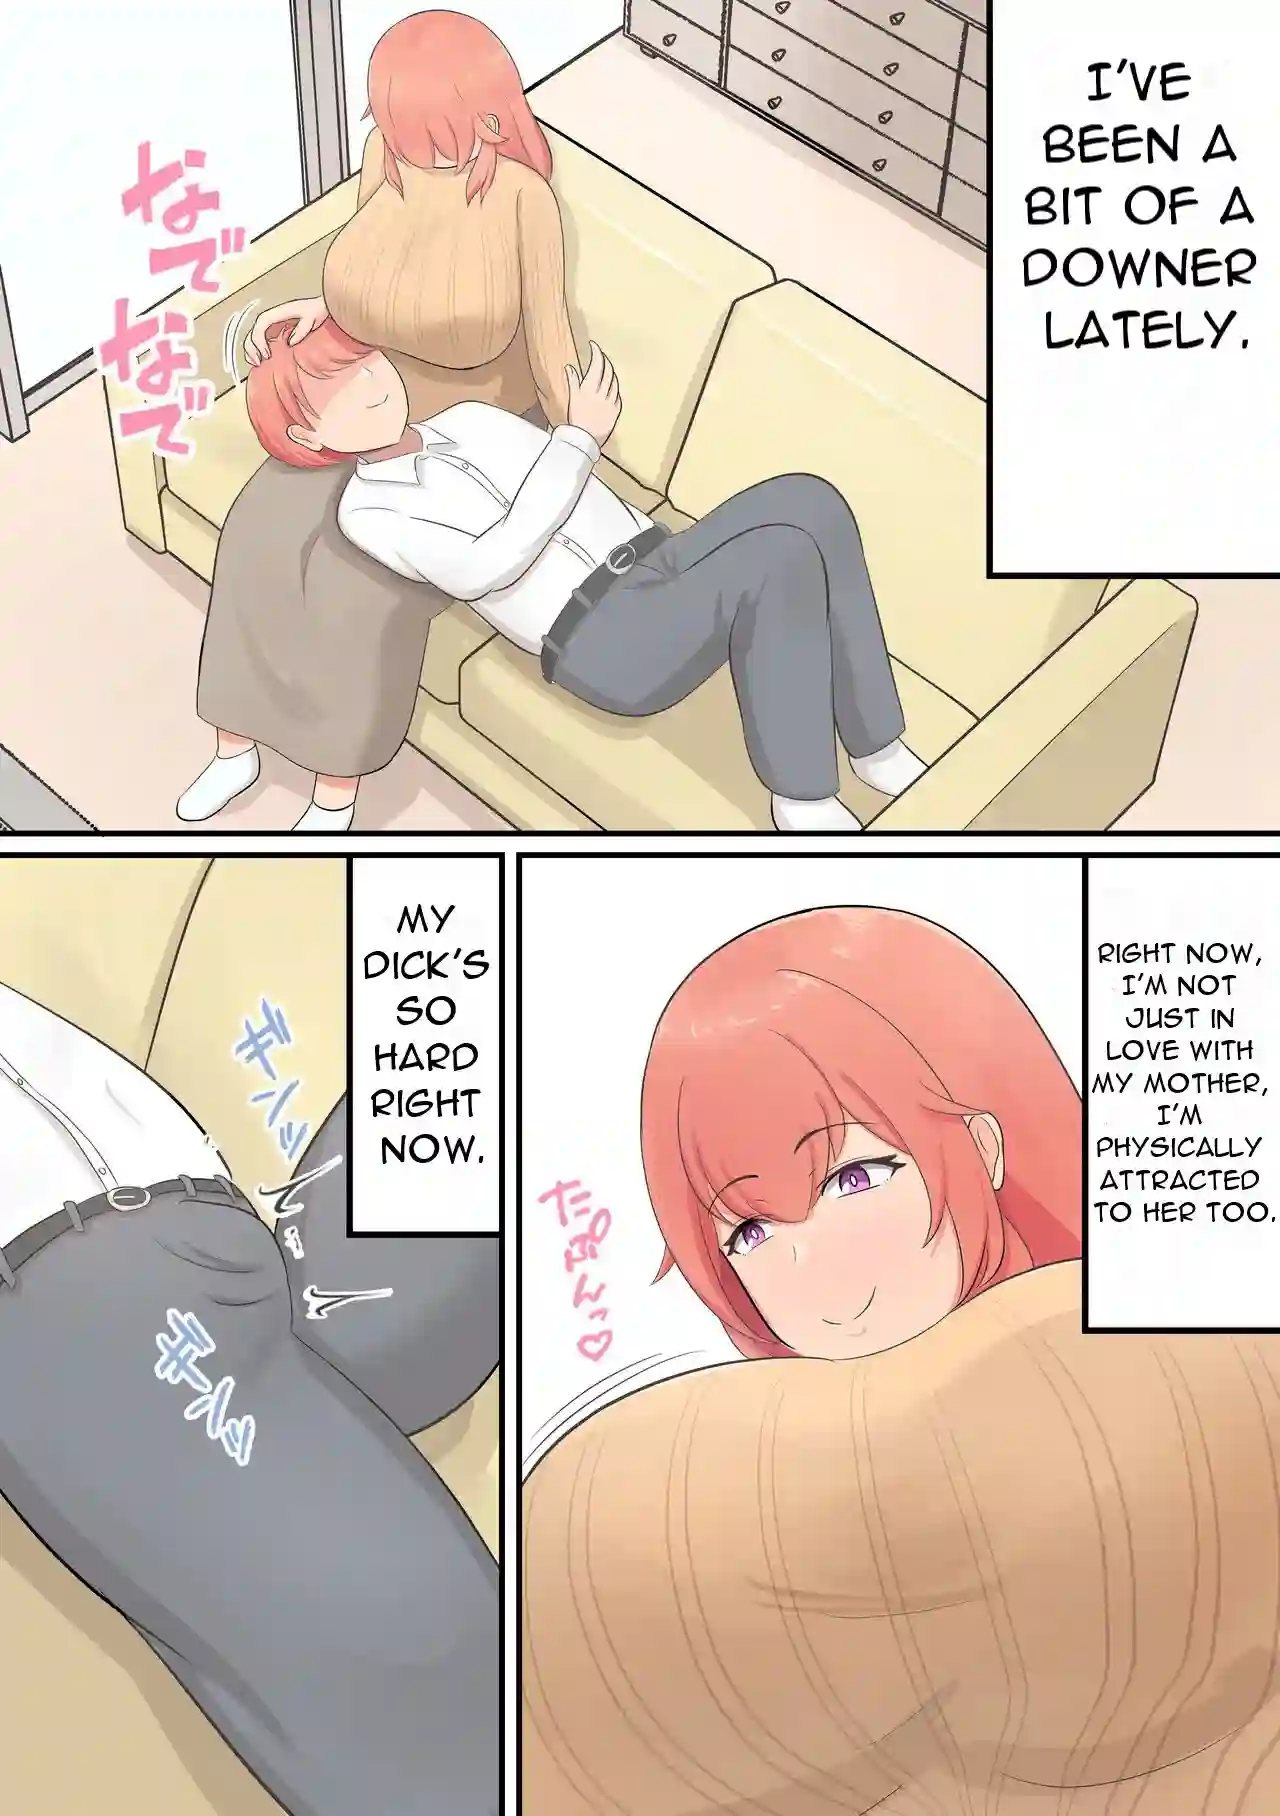 I'VE
BEEN A
BIT OF A
DOWNER
LATELY.
なで
なで
RIGHT NOW,
I'M NOT
JUST IN
LOVE WITH
MY MOTHER,
I'M
PHYSICALLY
ATTRACTED
TO HER TOO.
たぷんっ♡
MY
DICK'S
SO
HARD
RIGHT
NOW.
ギンッ
ギンッ